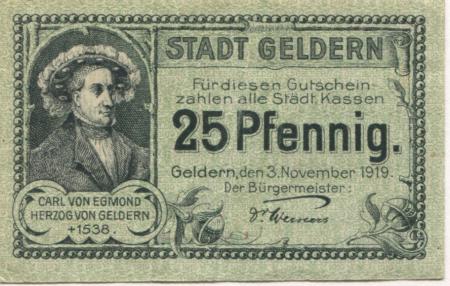 STADT GELDERN
Für diesen Gutschein
zahlen alle Städt. Kassen
25 Pfennig.
Geldern, den 3. November 1919.
Der Bürgermeister:
CARL VON EGMOND
HERZOG VON GELDERN
+1538.